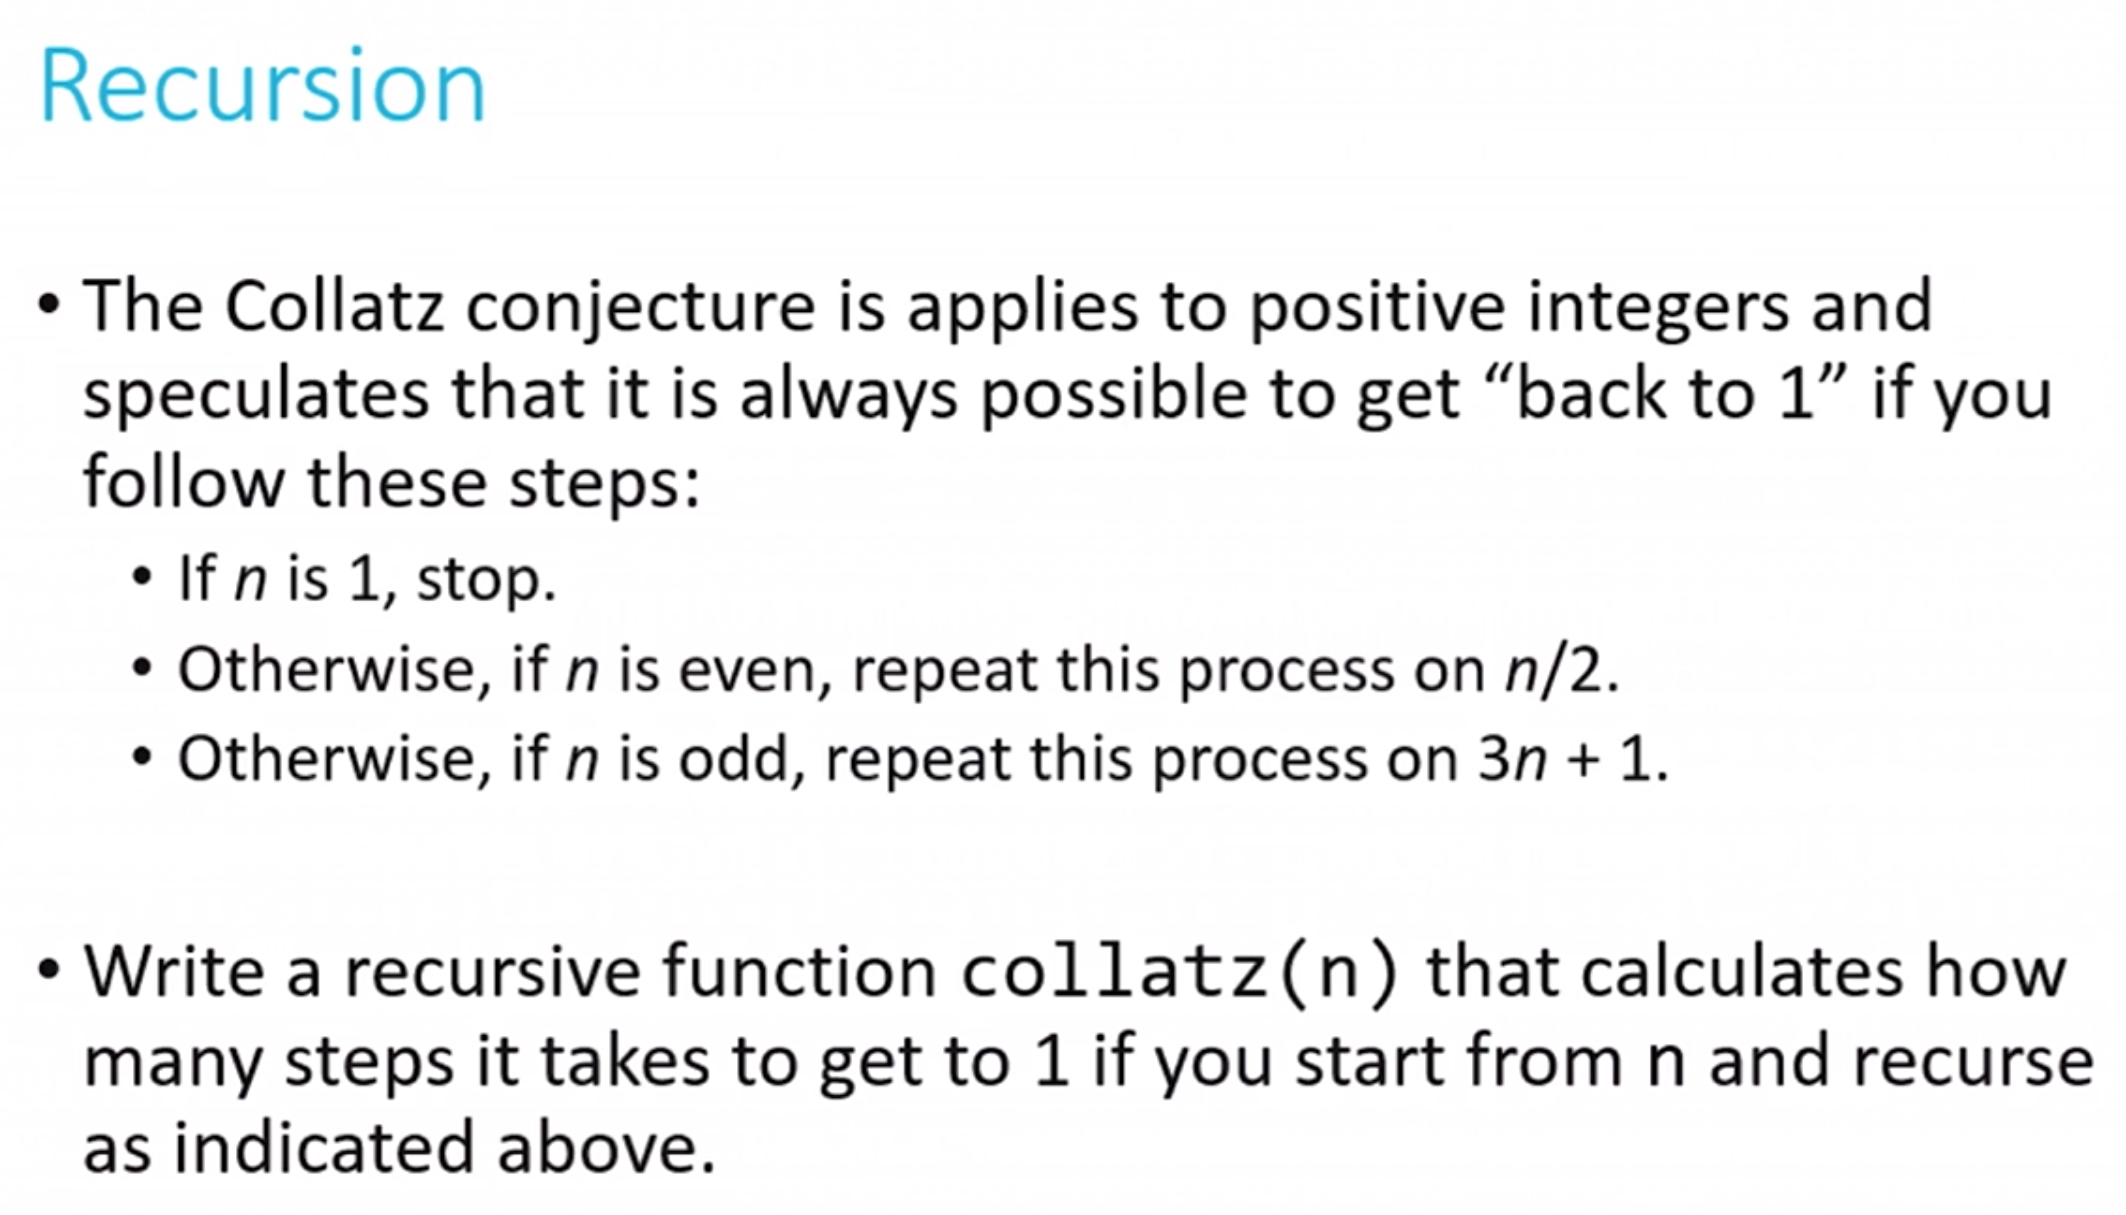 Recursion
• The Collatz conjecture is applies to positive integers and
speculates that it is always possible to get “back to 1” if you
follow these steps:
• If n is 1, stop.
• Otherwise, if n is even, repeat this process on n/2.
• Otherwise, if n is odd, repeat this process on 3n + 1.
• Write a recursive function collatz(n) that calculates how
many steps it takes to get to 1 if you start from n and recurse
as indicated above.